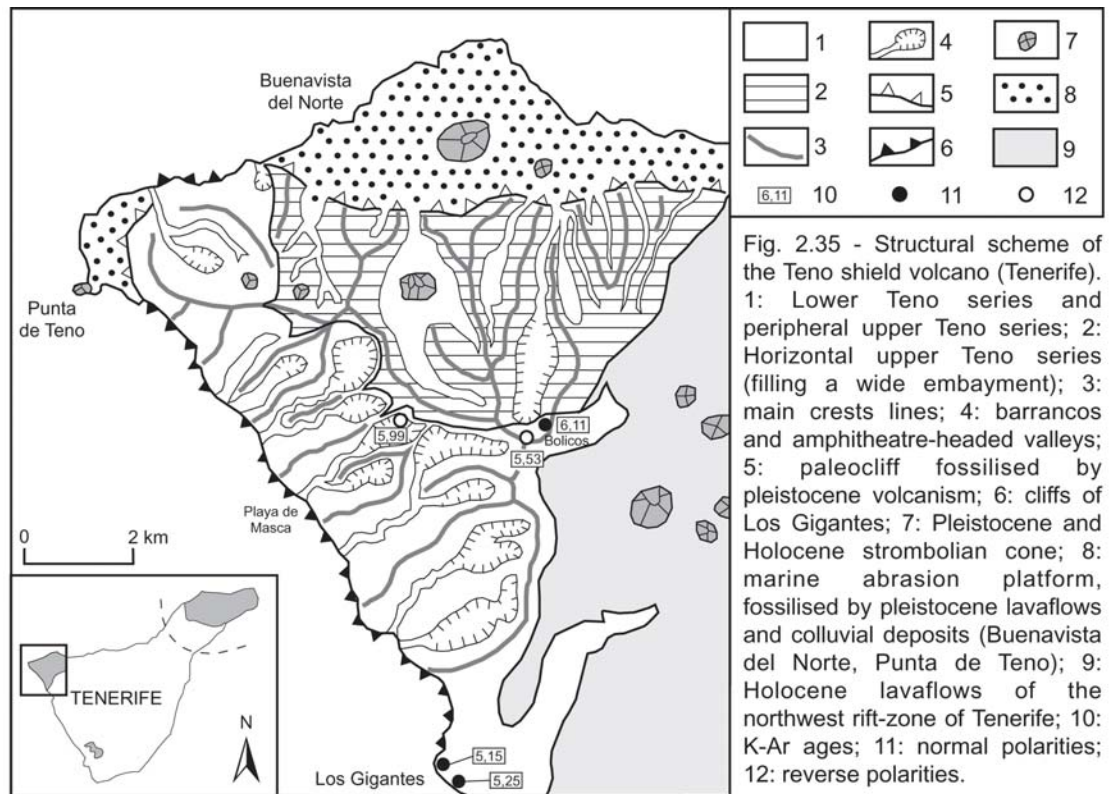 Buenavista
del Norte
Punta
de Teno
5,99
6,11
Bolicos
5,53
Playa de
Masca
0 2 km
TENERIFE
N
5,15
Los Gigantes
5,25
1 4 7
2 5 8
3 6 9
6,11 10 11 12
Fig. 2.35 - Structural scheme of
the Teno shield volcano (Tenerife).
1: Lower Teno series and
peripheral upper Teno series; 2:
Horizontal upper Teno series
(filling a wide embayment); 3:
main crests lines; 4: barrancos
and amphitheatre-headed valleys;
5: paleocliff fossilised by
pleistocene volcanism; 6: cliffs of
Los Gigantes; 7: Pleistocene and
Holocene strombolian cone; 8:
marine abrasion platform,
fossilised by pleistocene lavaflows
and colluvial deposits (Buenavista
del Norte, Punta de Teno); 9:
Holocene lavaflows of the
northwest rift-zone of Tenerife; 10:
K-Ar ages; 11: normal polarities;
12: reverse polarities.